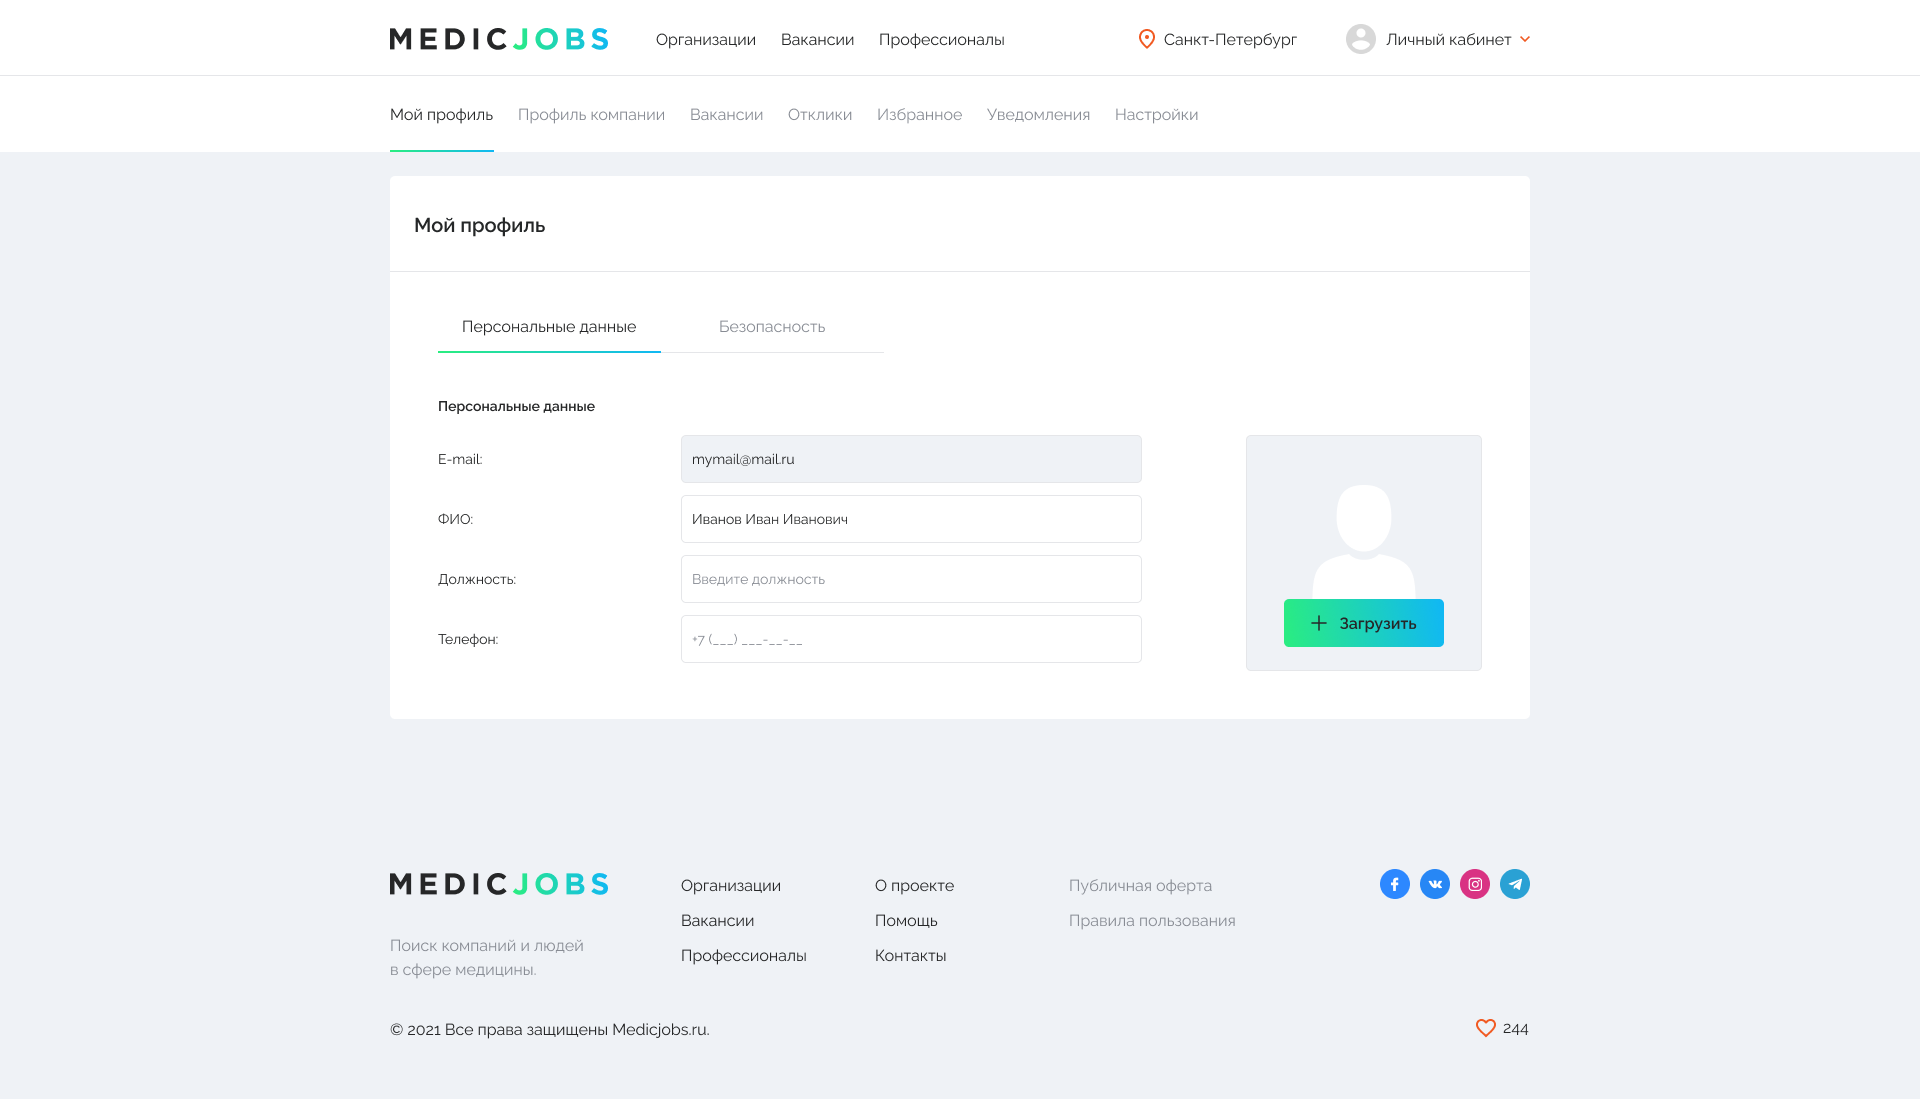 MEDICJOBS
Организации Вакансии Профессионалы
Санкт-Петербург
Личный кабинет
Мой профиль Профиль компании Вакансии Отклики Избранное Уведомления Настройки
Мой профиль
Персональные данные Безопасность
Персональные данные
E-mail: mymail@mail.ru
ФИО: Иванов Иван Иванович
Должность: Введите должность
Телефон: +7 (___) ___-__-__
Загрузить
MEDICJOBS
Поиск компаний и людей
в сфере медицины.
Организации
Вакансии
Профессионалы
О проекте
Помощь
Контакты
Публичная оферта
Правила пользования
© 2021 Все права защищены Medicjobs.ru.
244